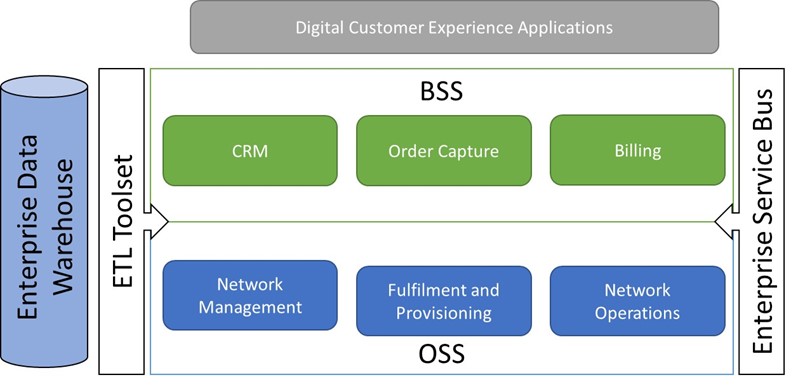 Digital Customer Experience Applications
Enterprise Data
Warehouse
ETL Toolset
BSS
CRM
Order Capture
Billing
Network
Management
Fulfilment and
Provisioning
Network
Operations
OSS
Enterprise Service Bus